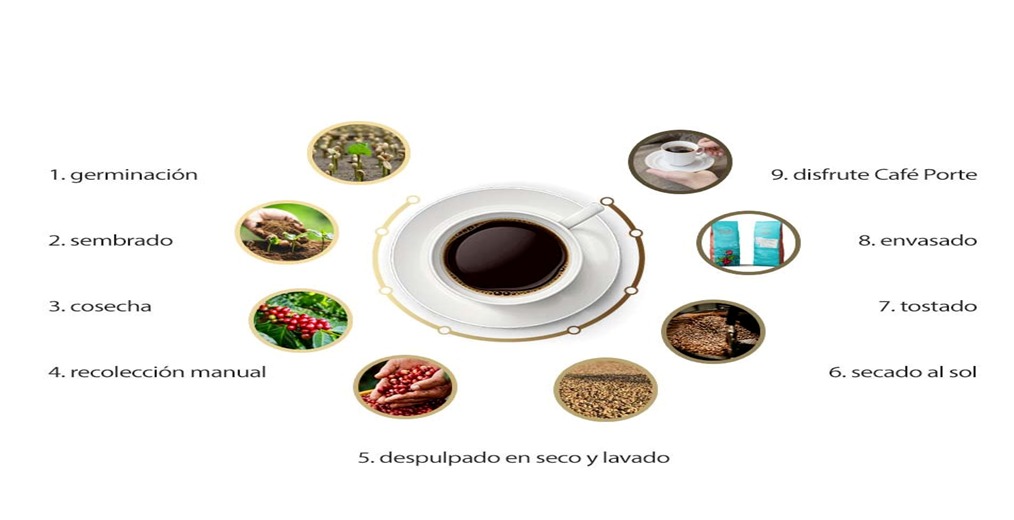 1. germinación
2. sembrado
3. cosecha
4. recolección manual
5. despulpado en seco y lavado
6. secado al sol
7. tostado
8. envasado
9. disfrute Café Porte